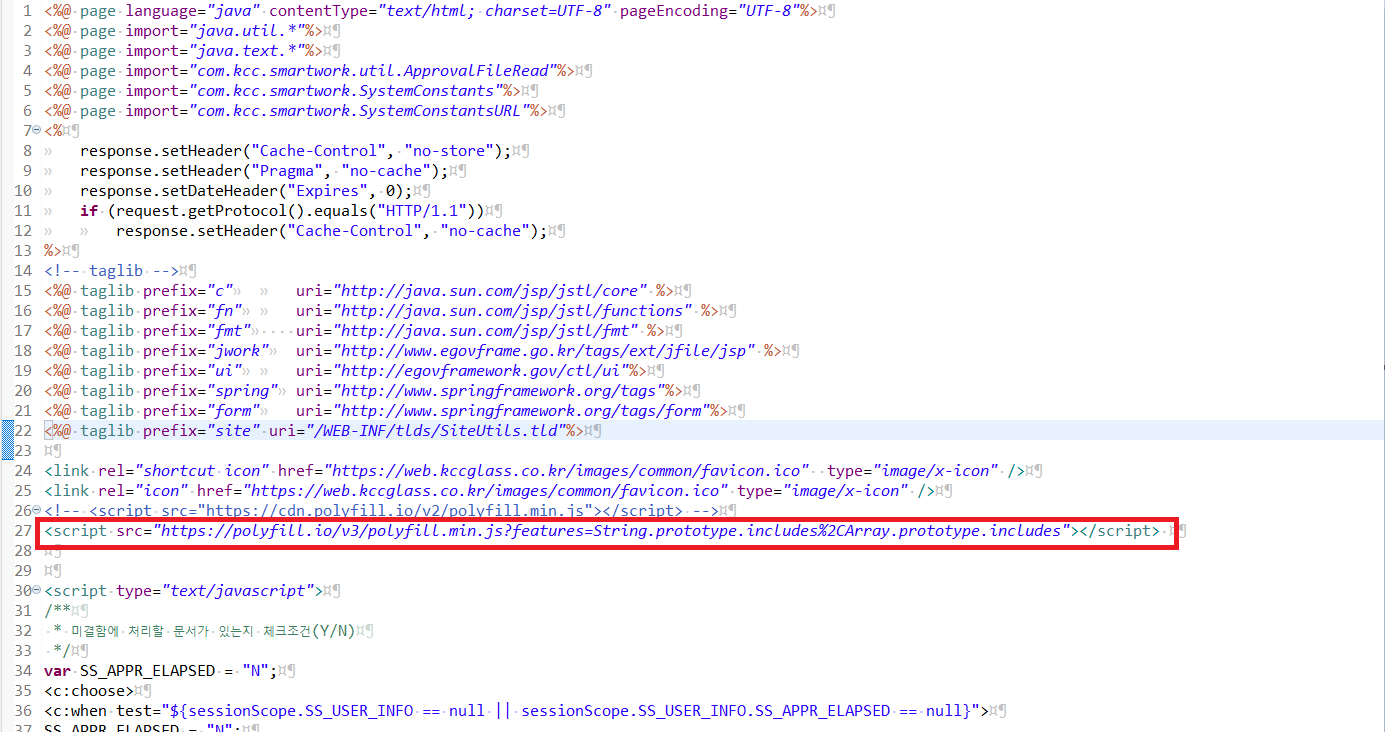 1 <%@ page language="java" contentType="text/html; charset=UTF-8" pageEncoding="UTF-8"%>¤¶
2 <%@ page import="java.util.*"%>¤¶
3 <%@ page import="java.text.*"%>¤¶
4 <%@ page import="com.kcc.smartwork.util.ApprovalFileRead"%>¤¶
5 <%@ page import="com.kcc.smartwork.SystemConstants"%>¤¶
6 <%@ page import="com.kcc.smartwork.SystemConstantsURL"%>¤¶
7 <%¤¶
8 » response.setHeader("Cache-Control", "no-store");¤¶
9 » response.setHeader("Pragma", "no-cache");¤¶
10 » response.setDateHeader("Expires", 0);¤¶
11 » if (request.getProtocol().equals("HTTP/1.1"))¤¶
12 » » response.setHeader("Cache-Control", "no-cache");¤¶
13 %>¤¶
14 <!-- taglib -->¤¶
15 <%@ taglib prefix="c"» » uri="http://java.sun.com/jsp/jstl/core" %>¤¶
16 <%@ taglib prefix="fn"» » uri="http://java.sun.com/jsp/jstl/functions" %>¤¶
17 <%@ taglib prefix="fmt"»····uri="http://java.sun.com/jsp/jstl/fmt" %>¤¶
18 <%@ taglib prefix="jwork"» uri="http://www.egovframe.go.kr/tags/ext/jfile/jsp" %>¤¶
19 <%@ taglib prefix="ui"» » uri="http://egovframework.gov/ctl/ui"%>¤¶
20 <%@ taglib prefix="spring"» uri="http://www.springframework.org/tags"%>¤¶
21 <%@ taglib prefix="form"» uri="http://www.springframework.org/tags/form"%>¤¶
22 <%@ taglib prefix="site" uri="/WEB-INF/tlds/SiteUtils.tld"%>¤¶
23 ¤¶
24 <link rel="shortcut icon" href="https://web.kccglass.co.kr/images/common/favicon.ico"  type="image/x-icon" />¤¶
25 <link rel="icon" href="https://web.kccglass.co.kr/images/common/favicon.ico" type="image/x-icon" />¤¶
26 <!-- <script src="https://cdn.polyfill.io/v2/polyfill.min.js"></script> -->¤¶
27 <script src="https://polyfill.io/v3/polyfill.min.js?features=String.prototype.includes%2CArray.prototype.includes"></script> ¤¶
28 ¤¶
29 ¤¶
30 <script type="text/javascript">¤¶
31 /**¤¶
32 * 미결함에 처리할 문서가 있는지 체크조건(Y/N)¤¶
33 */¤¶
34 var SS_APPR_ELAPSED = "N";¤¶
35 <c:choose>¤¶
36 <c:when test="${sessionScope.SS_USER_INFO == null || sessionScope.SS_USER_INFO.SS_APPR_ELAPSED == null}">¤¶
37 SS_APPR_ELAPSED = "N";¤¶